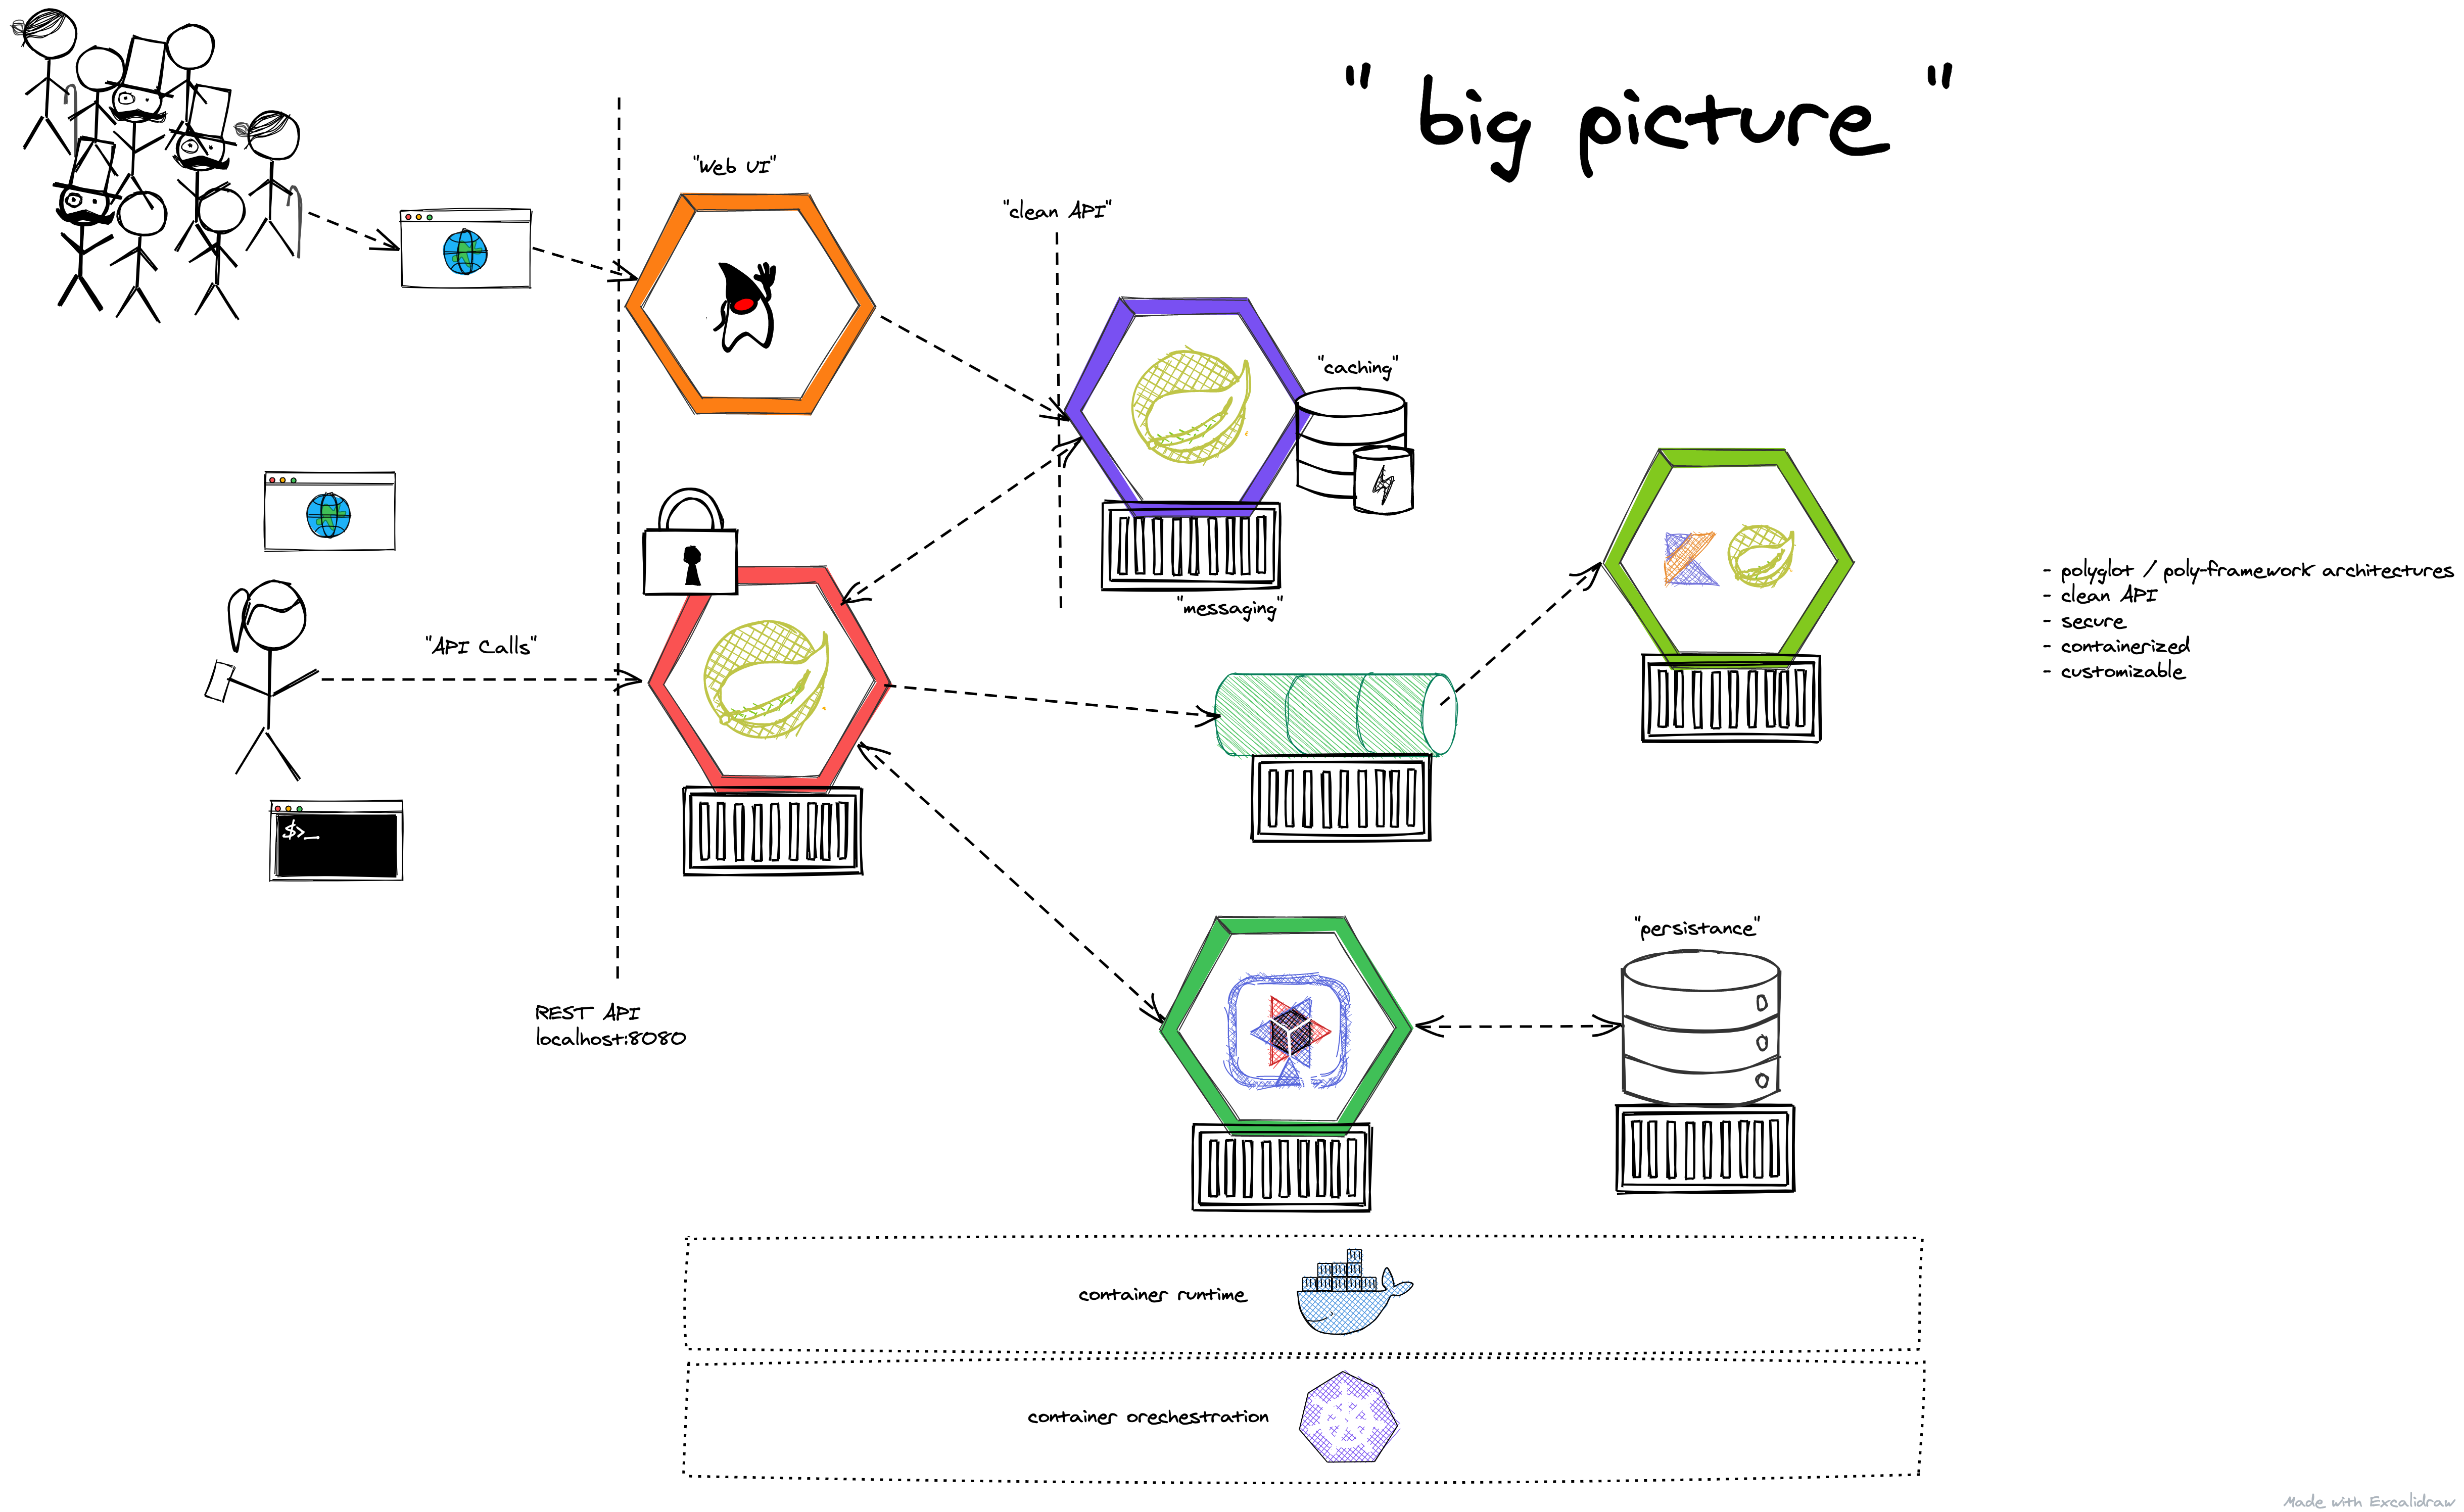 " big picture "
"Web UI"
"clean API"
"caching"
"messaging"
"API Calls"
- polyglot / poly-framework architectures
- clean API
- secure
- containerized
- customizable
$>_
"persistance"
REST API
localhost:8080
container runtime
container orechestration
Made with Excalidraw